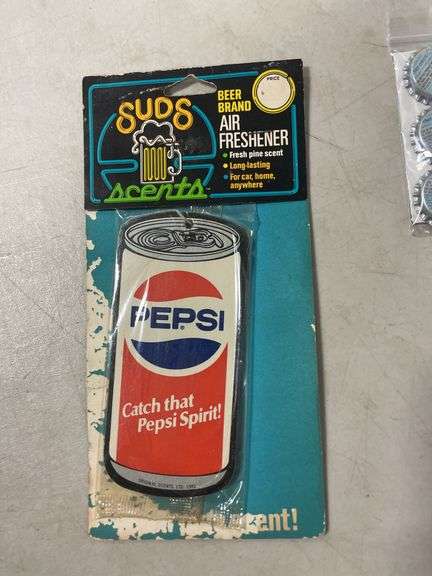 SUDS
scents
BEER
BRAND
PRICE
AIR
FRESHENER
• Fresh pine scent
• Long-lasting
• For car, home,
anywhere
PEPSI
Catch that
Pepsi Spirit!
cent!